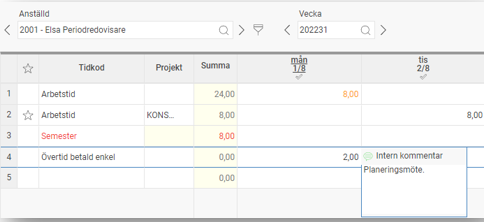 Anställd Vecka
2001 - Elsa Periodredovisare 202231
Tidkod Projekt Summa mån 1/8 tis 2/8
1 Arbetstid 24,00 8,00
2 Arbetstid KONS... 8,00 8,00
3 Semester 8,00
4 Övertid betald enkel 0,00 2,00 Intern kommentar
Planeringsmöte.
5 0,00